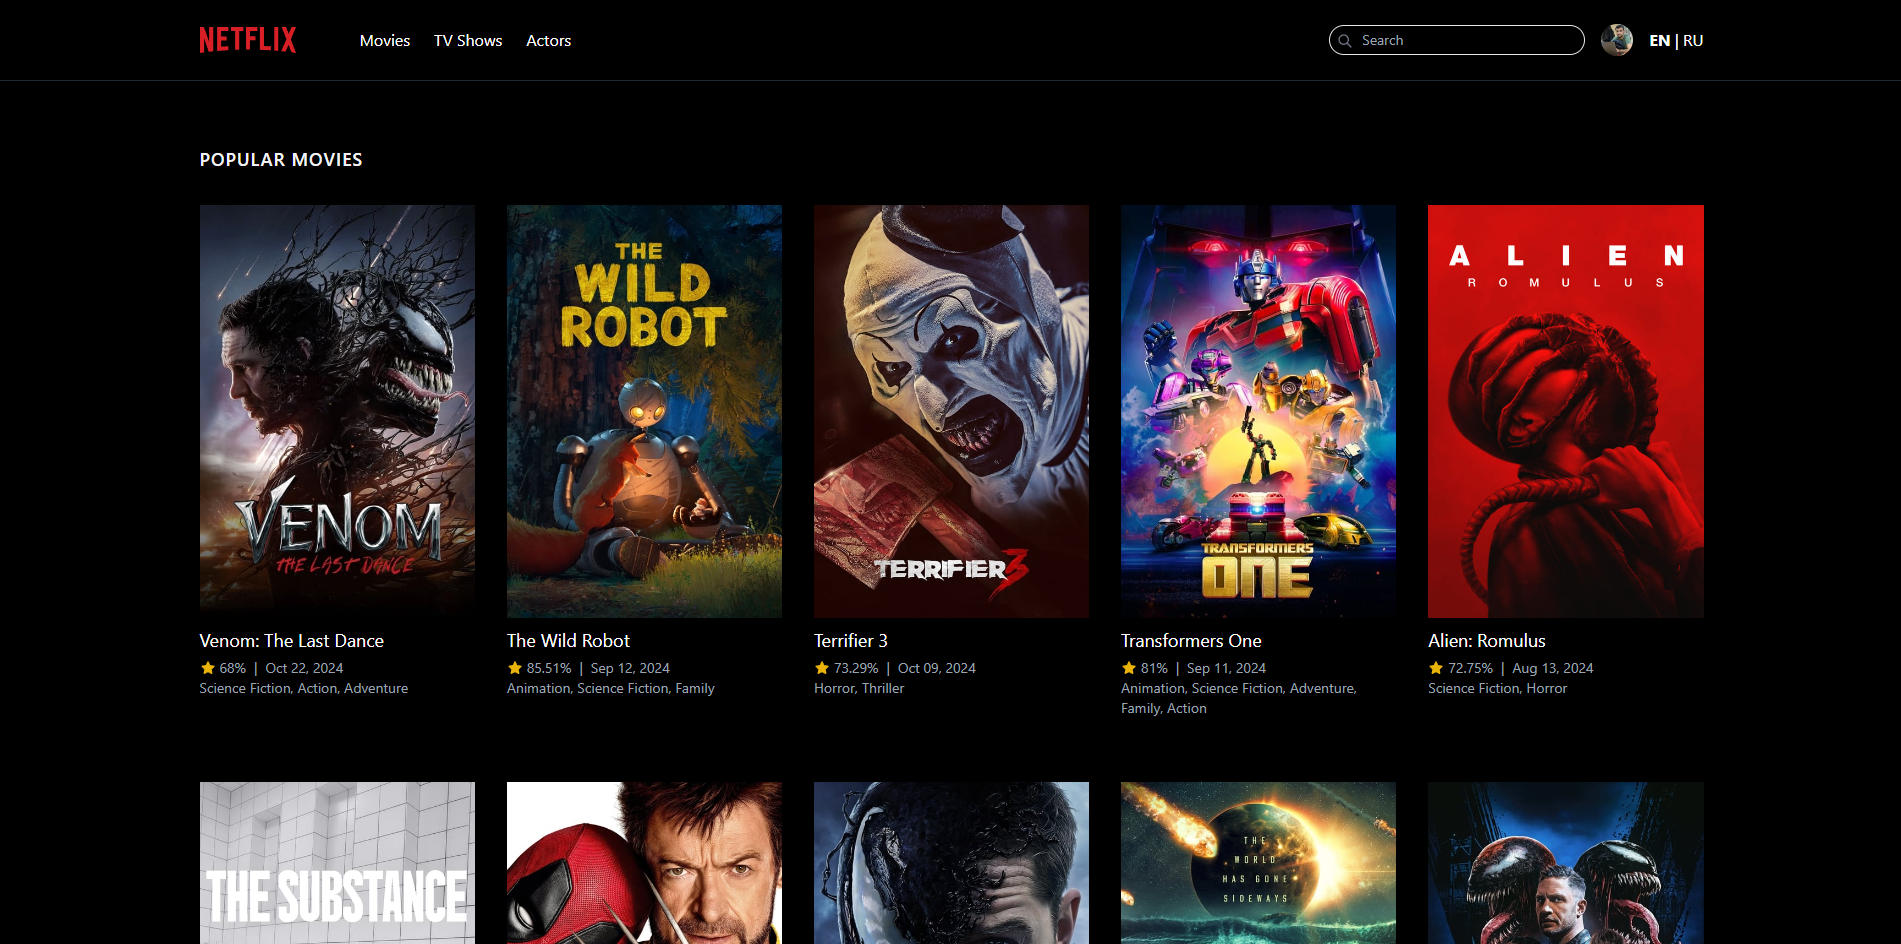 NETFLIX
Movies
TV Shows
Actors
Search
EN | RU
POPULAR MOVIES
VENOM
THE LAST DANCE
THE
WILD
ROBOT
TERRIFIER 3
TRANSFORMERS
ONE
ALIEN
ROMULUS
Venom: The Last Dance
68% | Oct 22, 2024
Science Fiction, Action, Adventure
The Wild Robot
85.51% | Sep 12, 2024
Animation, Science Fiction, Family
Terrifier 3
73.29% | Oct 09, 2024
Horror, Thriller
Transformers One
81% | Sep 11, 2024
Animation, Science Fiction, Adventure,
Family, Action
Alien: Romulus
72.75% | Aug 13, 2024
Science Fiction, Horror
THE SUBSTANCE
THE
WORLD
HAS GONE
SIDEWAYS